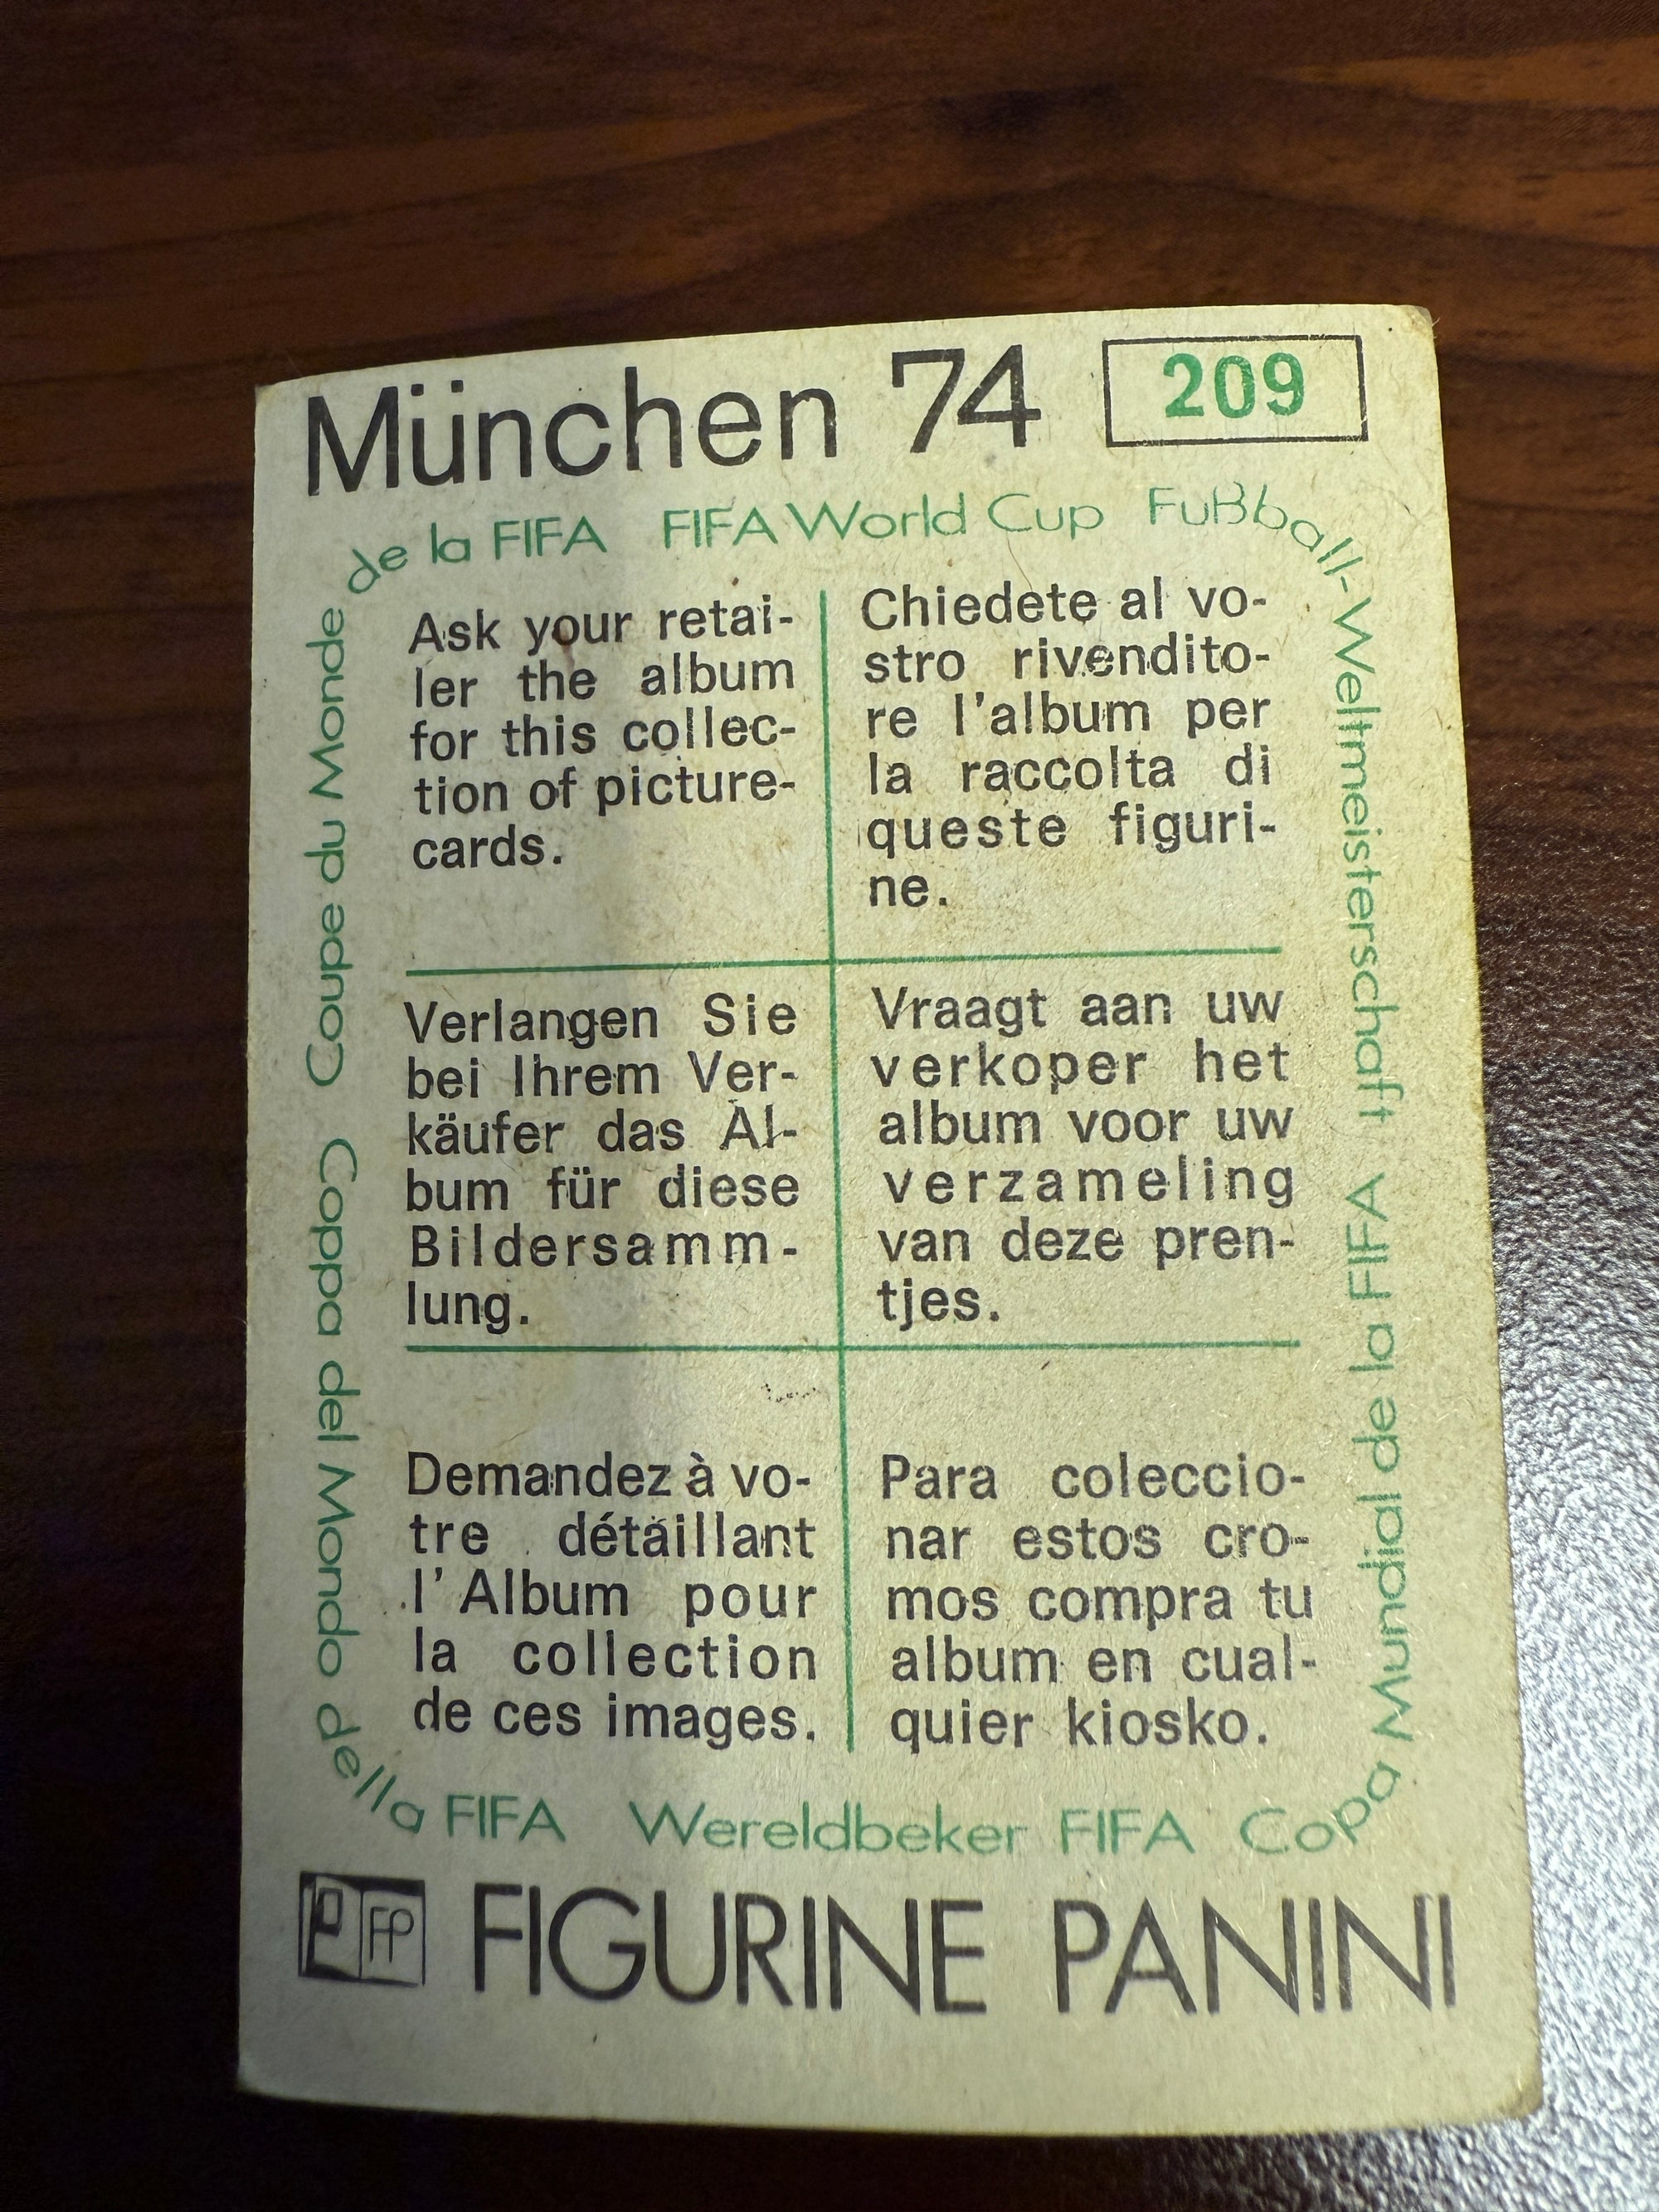 München 74
209
de la FIFA FIFA World Cup Fußball-Weltmeisterschaft
Ask your retai-
ler the album
for this collec-
tion of picture-
cards.
Chiedete al vo-
stro rivendito-
re l'album per
la raccolta di
queste figuri-
ne.
Verlangen Sie
bei Ihrem Ver-
käufer das Al-
bum für diese
Bildersamm-
lung.
Vraagt aan uw
verkoper het
album voor uw
verzameling
van deze pren-
tjes.
Demandez à vo-
tre détaillant
l'Album pour
la collection
de ces images.
Para coleccio-
nar estos cro-
mos compra tu
album en cual-
quier kiosko.
Copa Mundial de la FIFA
Wereldbeker FIFA
Coppa del Mondo della FIFA
Coupe du Monde
FP
FIGURINE PANINI